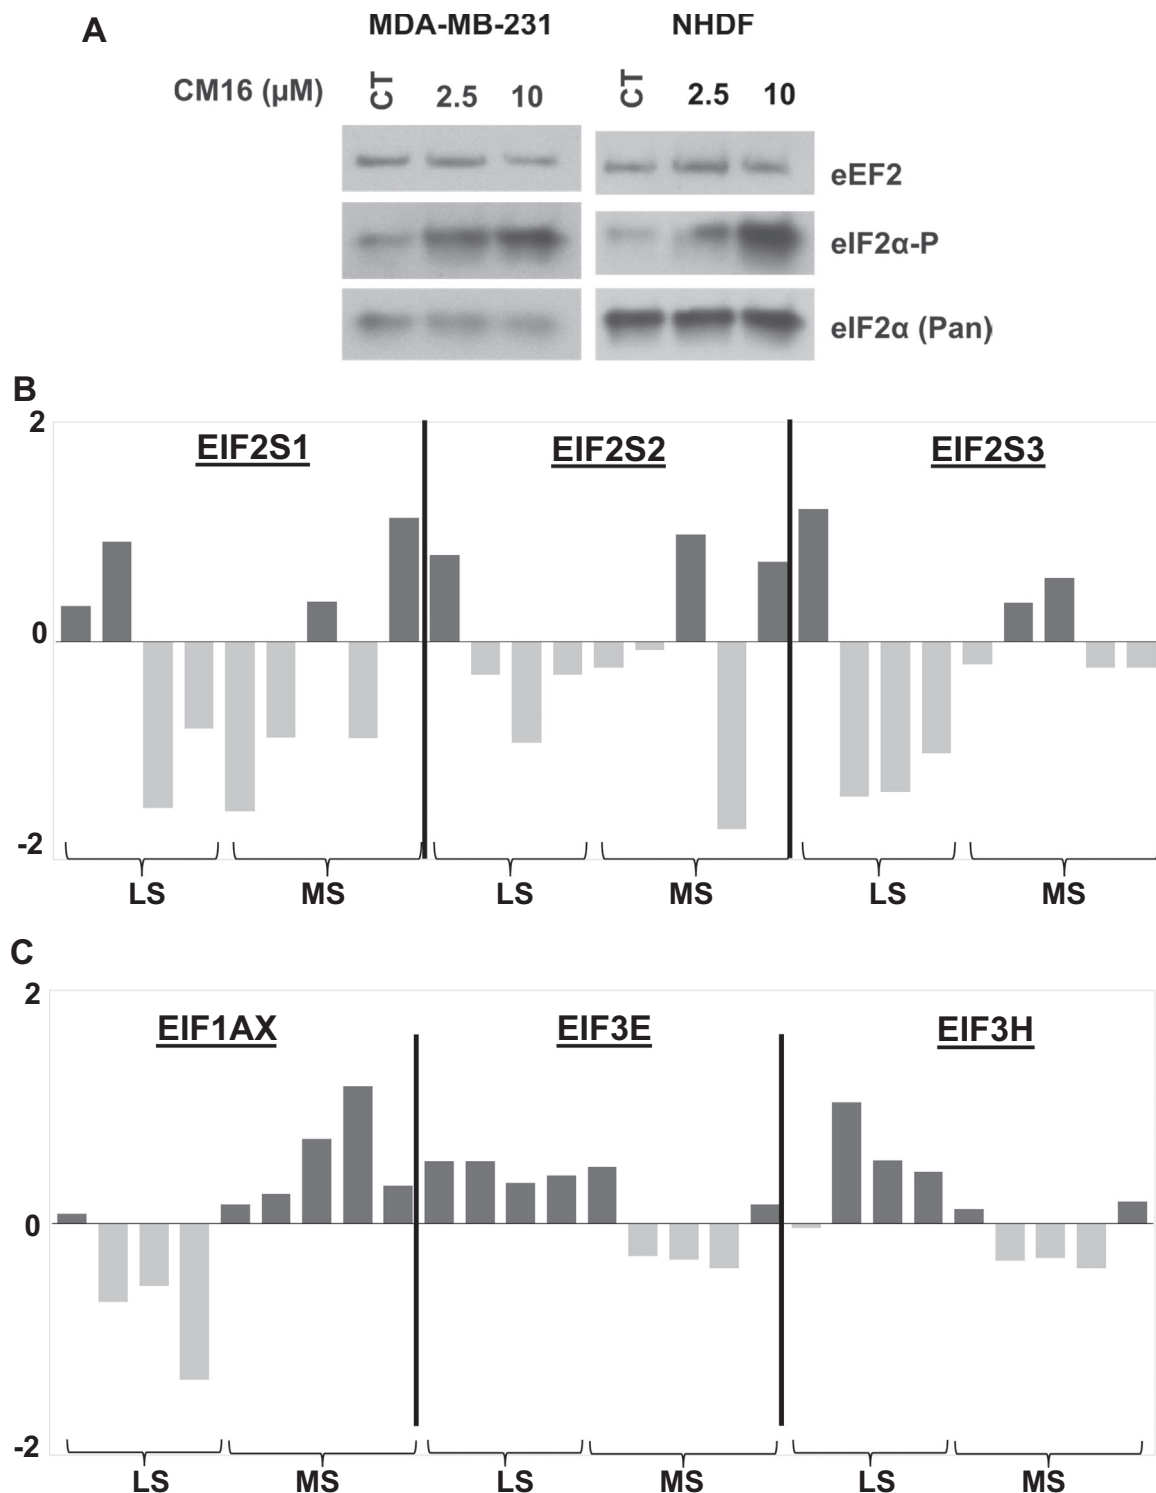 A
MDA-MB-231 NHDF
CM16 (µM) CT 2.5 10 CT 2.5 10
eEF2
eIF2α-P
eIF2α (Pan)
B
2
EIF2S1 EIF2S2 EIF2S3
0
-2
LS MS LS MS LS MS
C
2
EIF1AX EIF3E EIF3H
0
-2
LS MS LS MS LS MS